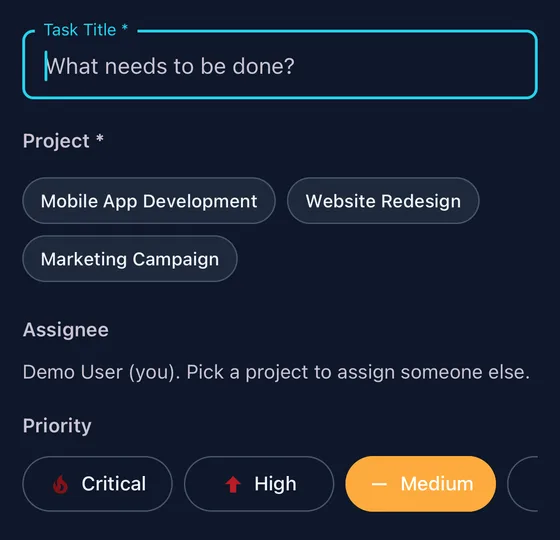 Task Title *
What needs to be done?
Project *
Mobile App Development Website Redesign
Marketing Campaign
Assignee
Demo User (you). Pick a project to assign someone else.
Priority
Critical High Medium